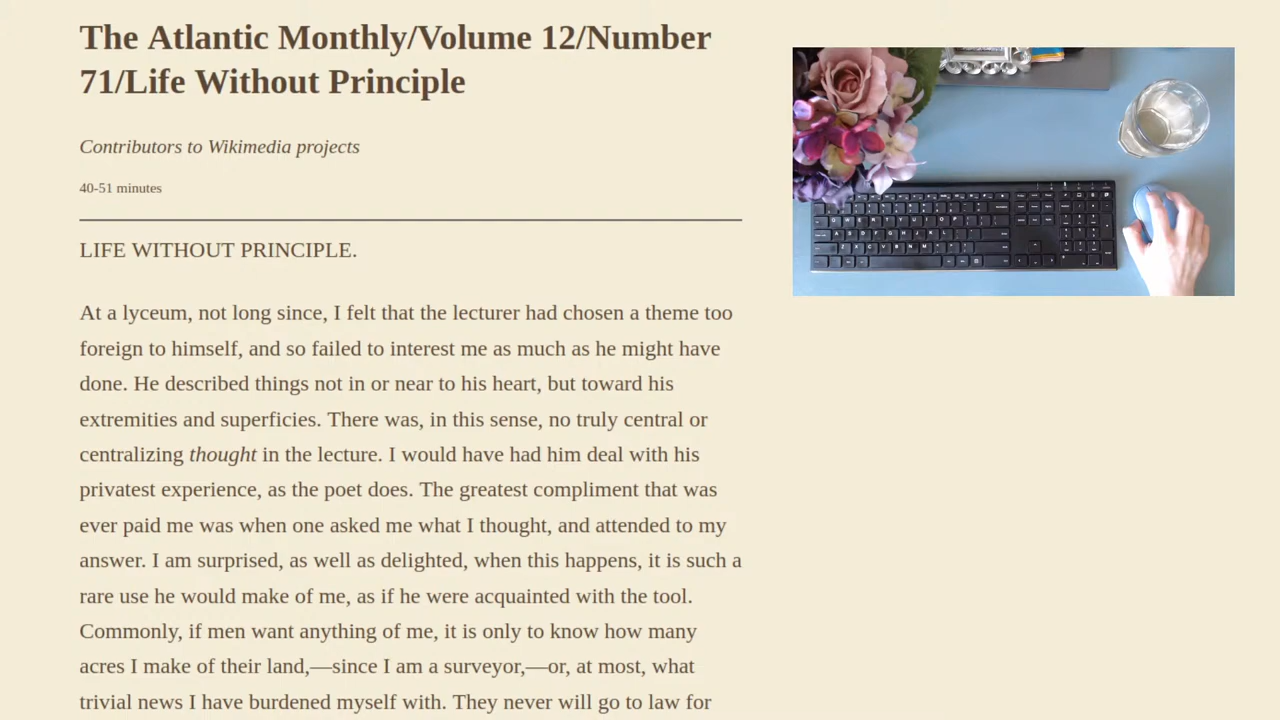 The Atlantic Monthly/Volume 12/Number
71/Life Without Principle
Contributors to Wikimedia projects
40-51 minutes
LIFE WITHOUT PRINCIPLE.
At a lyceum, not long since, I felt that the lecturer had chosen a theme too
foreign to himself, and so failed to interest me as much as he might have
done. He described things not in or near to his heart, but toward his
extremities and superficies. There was, in this sense, no truly central or
centralizing thought in the lecture. I would have had him deal with his
privatest experience, as the poet does. The greatest compliment that was
ever paid me was when one asked me what I thought, and attended to my
answer. I am surprised, as well as delighted, when this happens, it is such a
rare use he would make of me, as if he were acquainted with the tool.
Commonly, if men want anything of me, it is only to know how many
acres I make of their land,—since I am a surveyor,—or, at most, what
trivial news I have burdened myself with. They never will go to law for